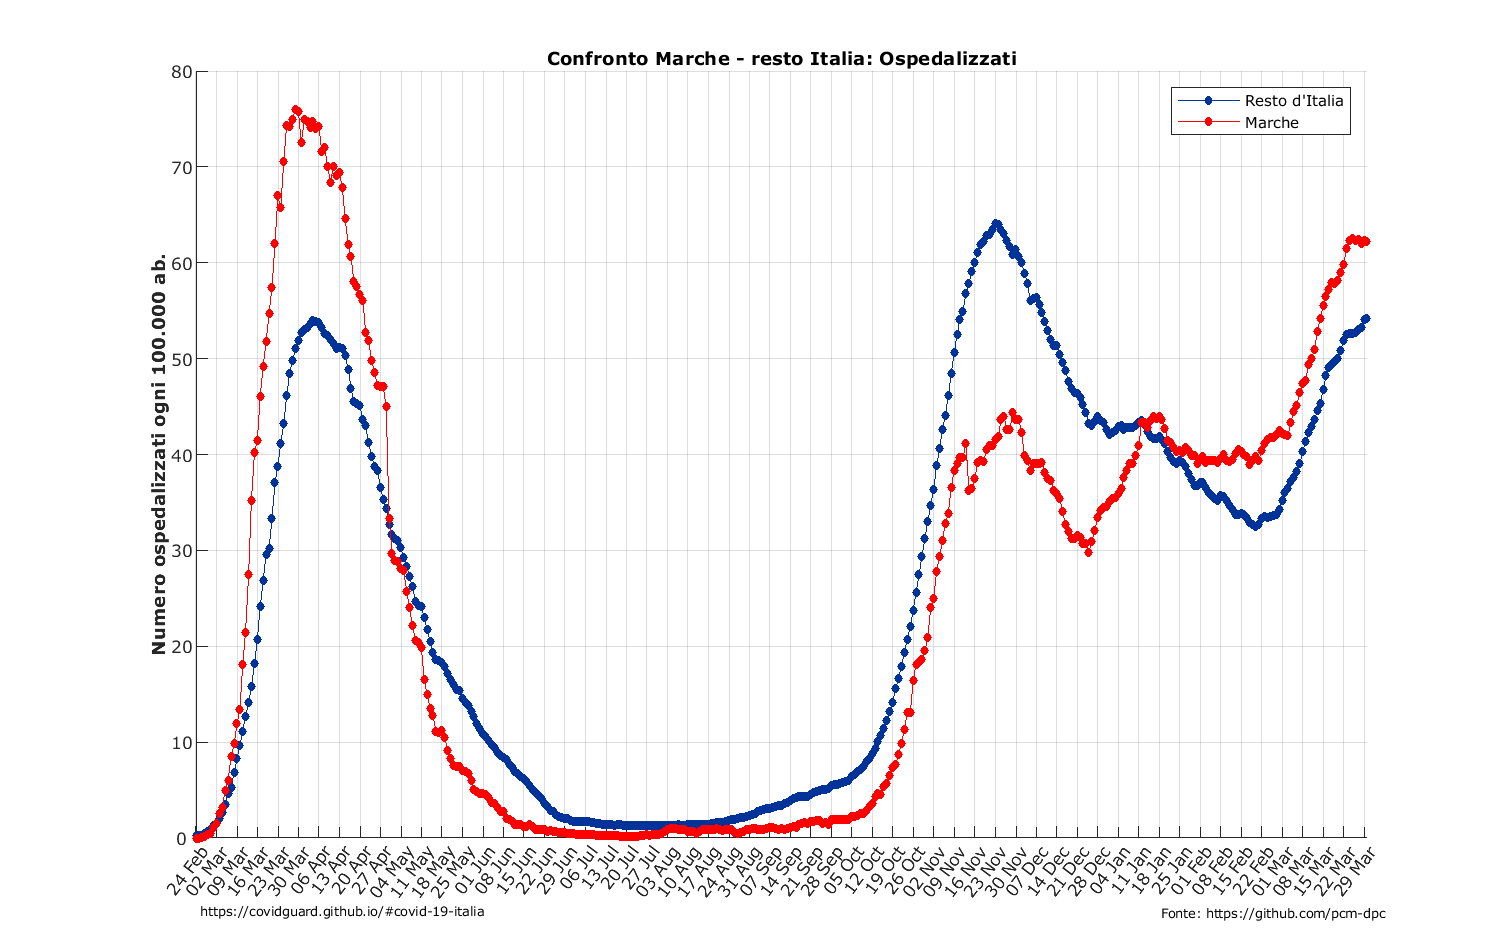 Confronto Marche - resto Italia: Ospedalizzati
Resto d'Italia
Marche
Numero ospedalizzati ogni 100.000 ab.
80
70
60
50
40
30
20
10
0
24 Feb
02 Mar
09 Mar
16 Mar
23 Mar
30 Mar
06 Apr
13 Apr
20 Apr
27 Apr
04 May
11 May
18 May
25 May
01 Jun
08 Jun
15 Jun
22 Jun
29 Jun
06 Jul
13 Jul
20 Jul
27 Jul
03 Aug
10 Aug
17 Aug
24 Aug
31 Aug
07 Sep
14 Sep
21 Sep
28 Sep
05 Oct
12 Oct
19 Oct
26 Oct
02 Nov
09 Nov
16 Nov
23 Nov
30 Nov
07 Dec
14 Dec
21 Dec
28 Dec
04 Jan
11 Jan
18 Jan
25 Jan
01 Feb
08 Feb
15 Feb
22 Feb
01 Mar
08 Mar
15 Mar
22 Mar
29 Mar
https://covidguard.github.io/#covid-19-italia
Fonte: https://github.com/pcm-dpc